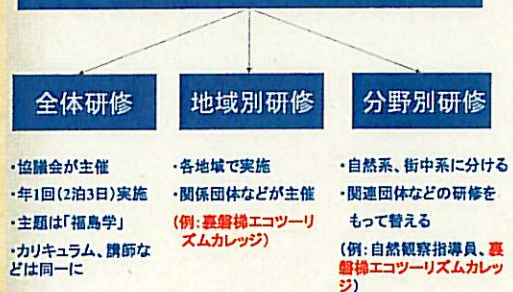 全体研修
・協議会が主催
・年1回(2泊3日)実施
・主題は「福島学」
・カリキュラム、講師な
どは同一に
地域別研修
・各地域で実施
・関係団体などが主催
(例:裏磐梯エコツーリ
ズムカレッジ)
分野別研修
・自然系、街中系に分ける
・関連団体などの研修を
もって替える
(例:自然観察指導員、裏
磐梯エコツーリズムカレッ
ジ)